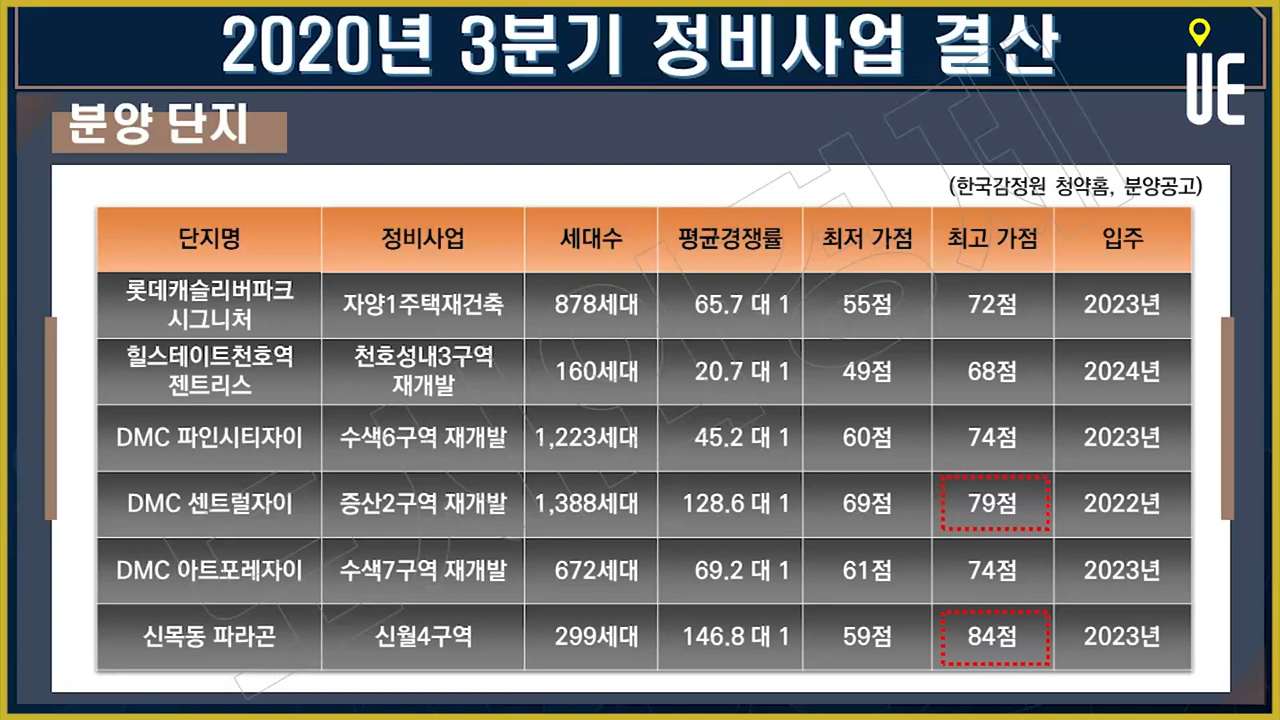 2020년 3분기 정비사업 결산
UE
분양 단지
(한국감정원 청약홈, 분양공고)
단지명 정비사업 세대수 평균경쟁률 최저 가점 최고 가점 입주
롯데캐슬리버파크
시그니처 자양1주택재건축 878세대 65.7 대 1 55점 72점 2023년
힐스테이트천호역
젠트리스 천호성내3구역
재개발 160세대 20.7 대 1 49점 68점 2024년
DMC 파인시티자이 수색6구역 재개발 1,223세대 45.2 대 1 60점 74점 2023년
DMC 센트럴자이 증산2구역 재개발 1,388세대 128.6 대 1 69점 79점 2022년
DMC 아트포레자이 수색7구역 재개발 672세대 69.2 대 1 61점 74점 2023년
신목동 파라곤 신월4구역 299세대 146.8 대 1 59점 84점 2023년
도시와경제